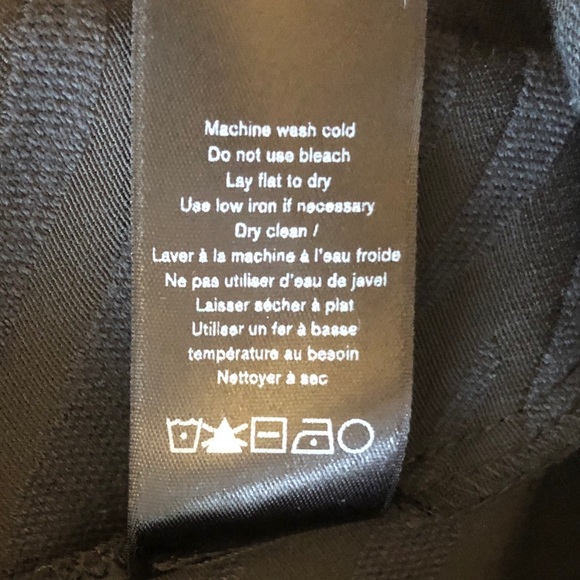 Machine wash cold
Do not use bleach
Lay flat to dry
Use low iron if necessary
Dry clean /
Laver à la machine à l'eau froide
Ne pas utiliser d'eau de javel
Laisser sécher à plat
Utiliser un fer à basse
température au besoin
Nettoyer à sec